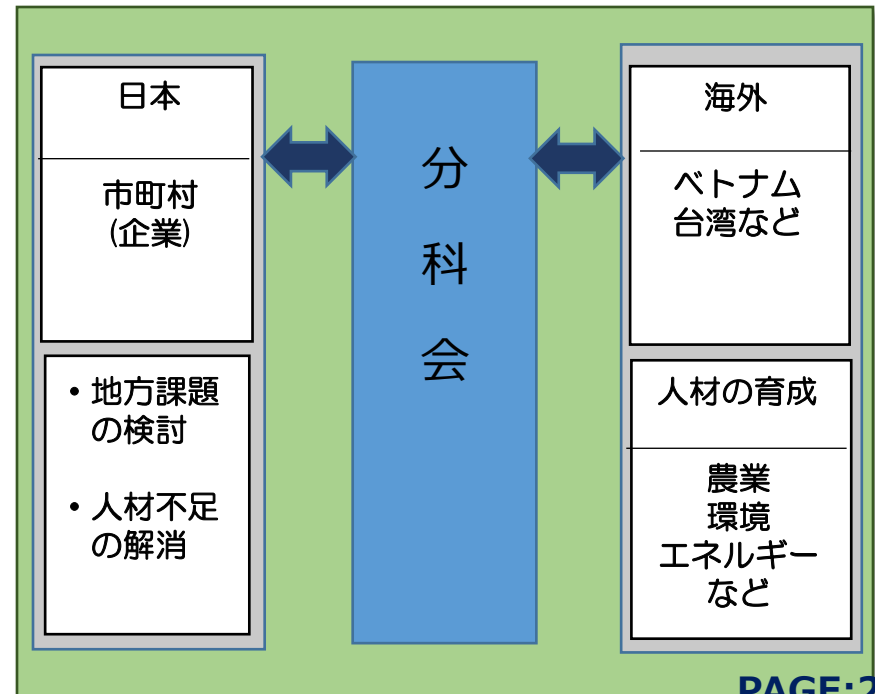 日本
市町村
(企業)
・地方課題
の検討
・人材不足
の解消
分
科
会
海外
ベトナム
台湾など
人材の育成
農業
環境
エネルギー
など
PAGE:2